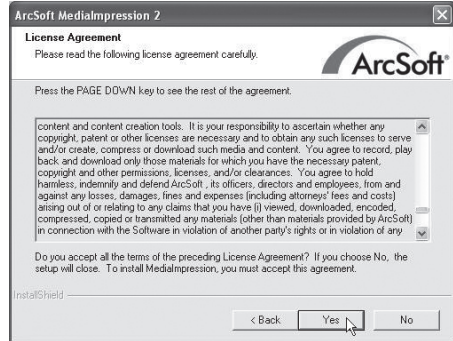 ArcSoft MediaImpression 2
License Agreement
Please read the following license agreement carefully.
ArcSoft
Press the PAGE DOWN key to see the rest of the agreement.
content and content creation tools. It is your responsibility to ascertain whether any
copyright, patent or other licenses are necessary and to obtain any such licenses to serve
and/or create, compress or download such media and content. You agree to record, play
back and download only those materials for which you have the necessary patent,
copyright and other permissions, licenses, and/or clearances. You agree to hold
harmless, indemnify and defend ArcSoft , its officers, directors and employees, from and
against any losses, damages, fines and expenses (including attorneys' fees and costs)
arising out of or relating to any claims that you have (i) viewed, downloaded, encoded,
compressed, copied or transmitted any materials (other than materials provided by ArcSoft)
in connection with the Software in violation of another party's rights or in violation of any
Do you accept all the terms of the preceding License Agreement? If you choose No, the
setup will close. To install MediaImpression, you must accept this agreement.
InstallShield
< Back
Yes
No